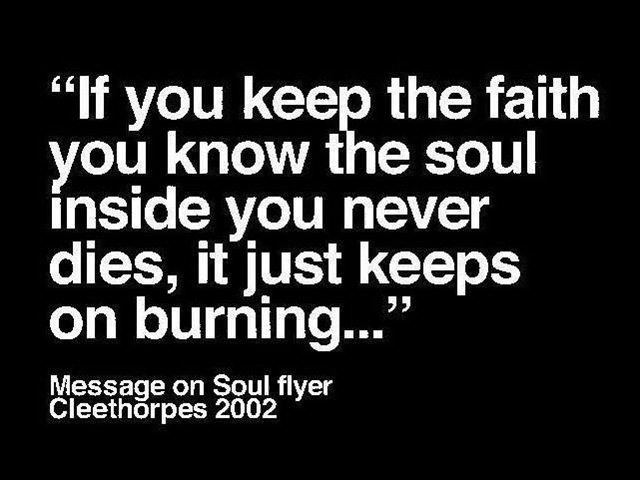 “If you keep the faith
you know the soul
inside you never
dies, it just keeps
on burning...”
Message on Soul flyer
Cleethorpes 2002